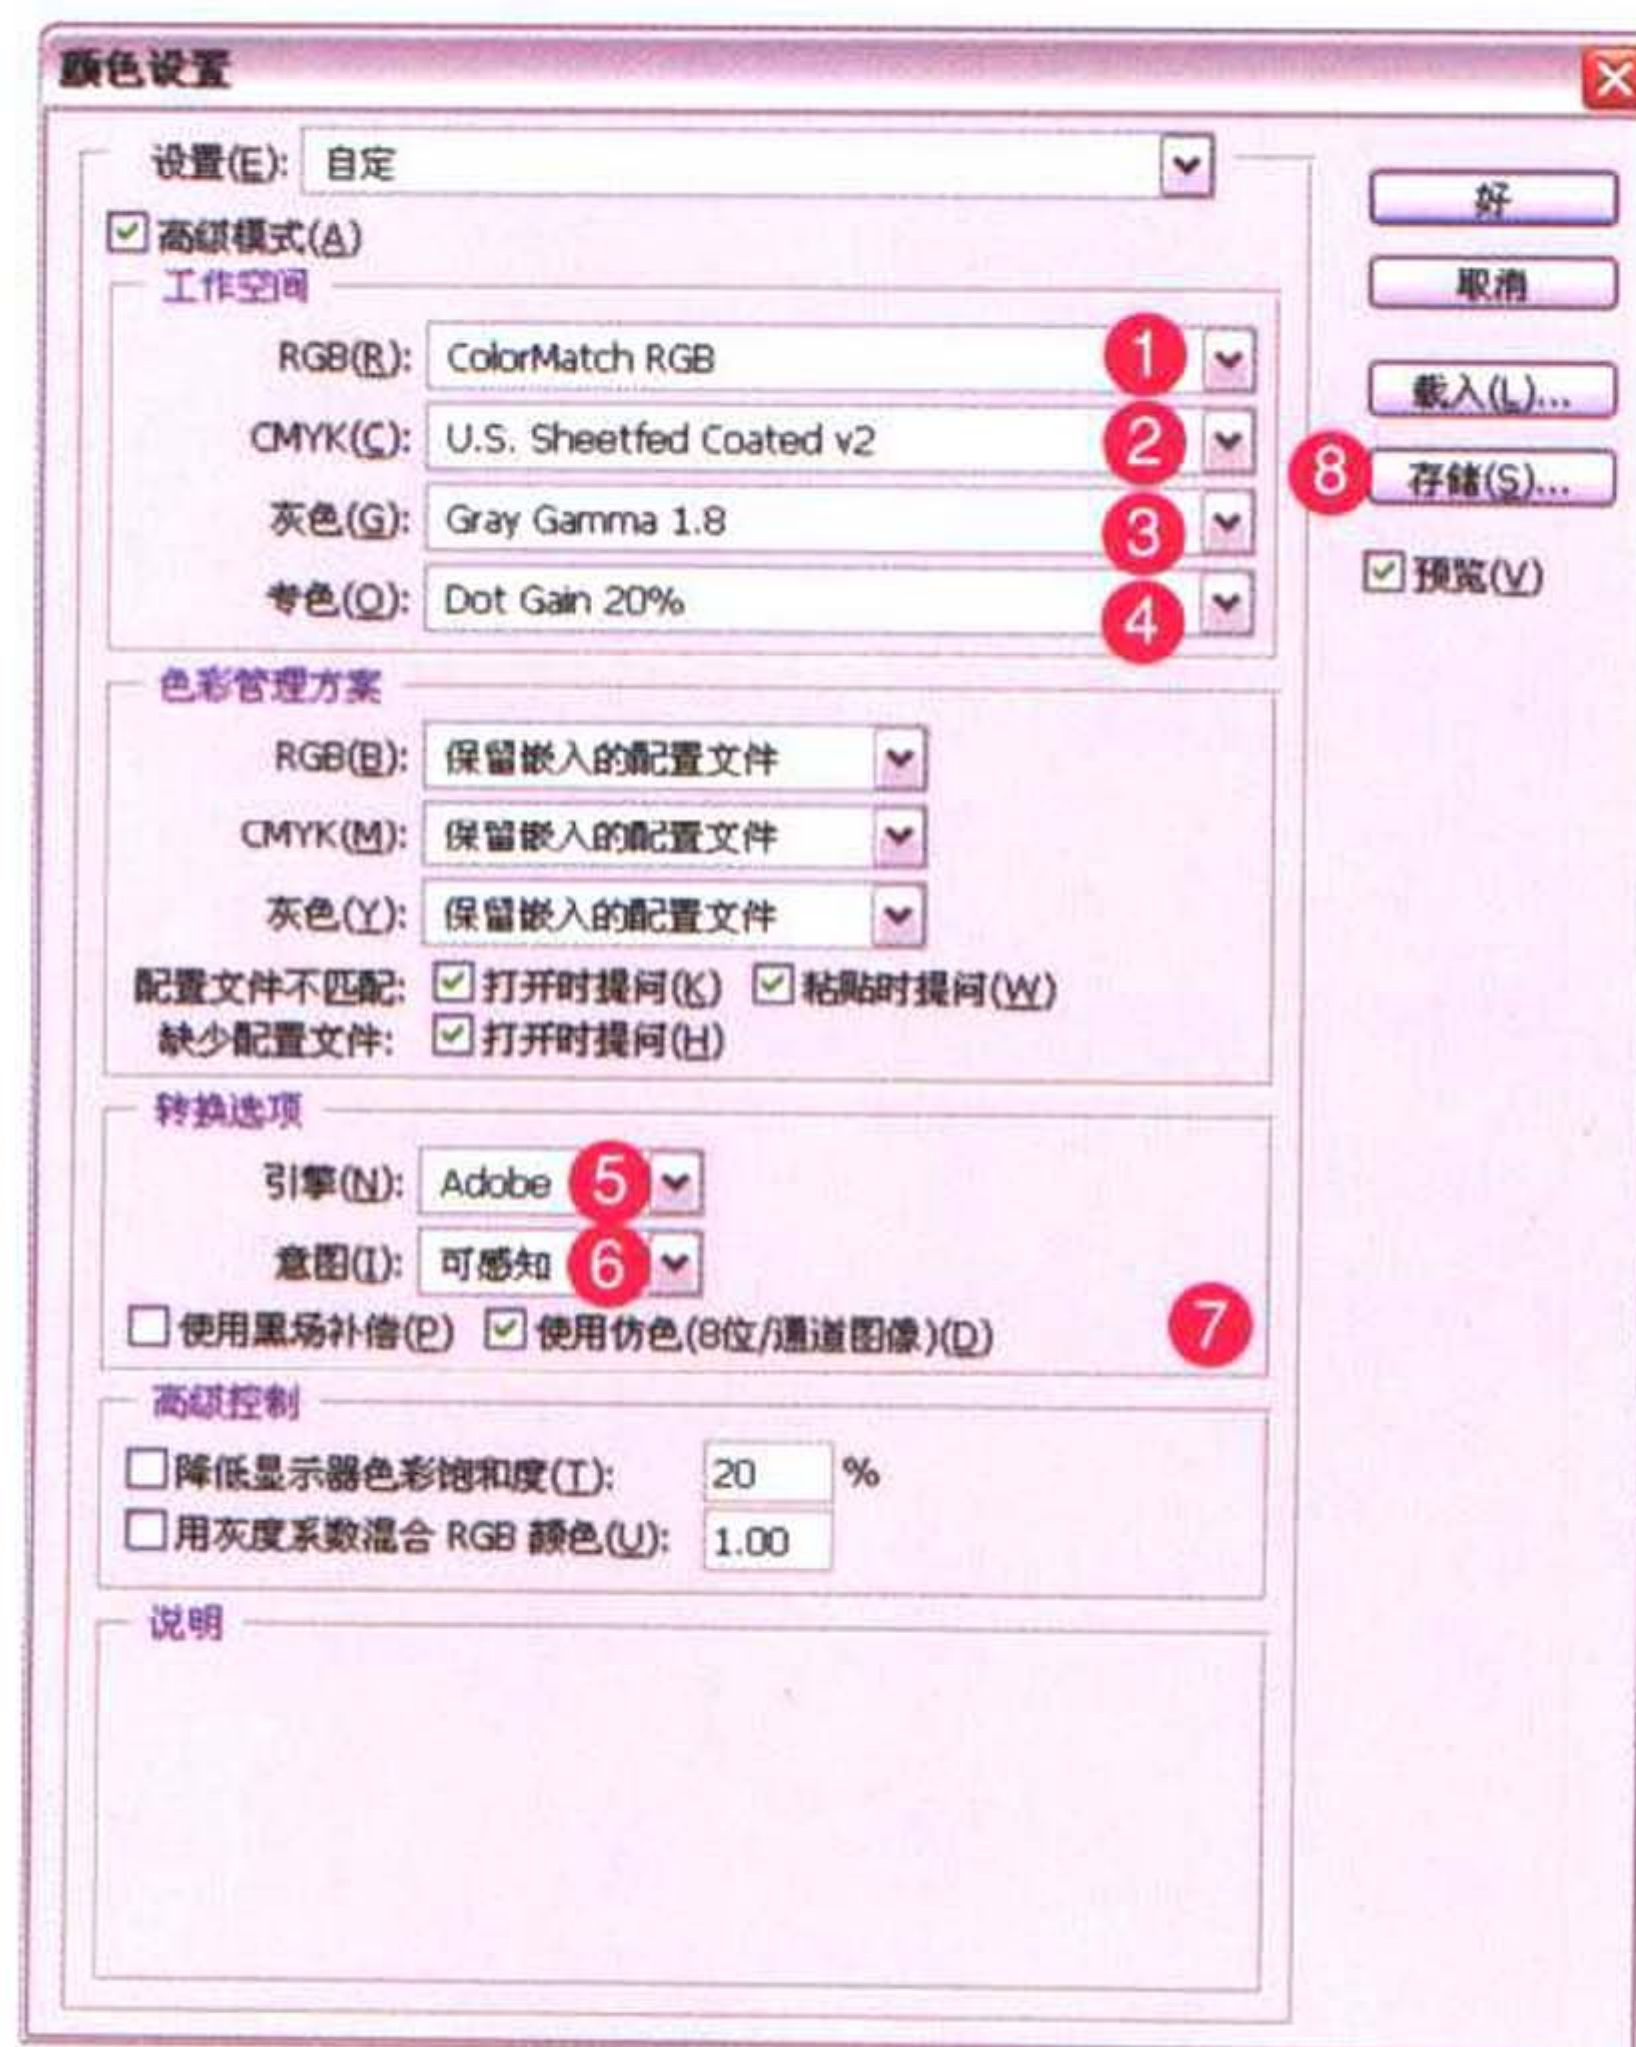 颜色设置
设置(E): 自定
高级模式(A)
工作空间
RGB(R): ColorMatch RGB 1
CMYK(C): U.S. Sheetfed Coated v2 2
灰色(G): Gray Gamma 1.8 3
专色(O): Dot Gain 20% 4
色彩管理方案
RGB(B): 保留嵌入的配置文件
CMYK(M): 保留嵌入的配置文件
灰色(Y): 保留嵌入的配置文件
配置文件不匹配: 打开时提问(K) 粘贴时提问(W)
缺少配置文件: 打开时提问(H)
转换选项
引擎(N): Adobe 5
意图(I): 可感知 6
使用黑场补偿(P) 使用仿色(8位/通道图像)(D) 7
高级控制
降低显示器色彩饱和度(T): 20 %
用灰度系数混合 RGB 颜色(U): 1.00
说明
好
取消
载入(L)...
8 存储(S)...
预览(V)